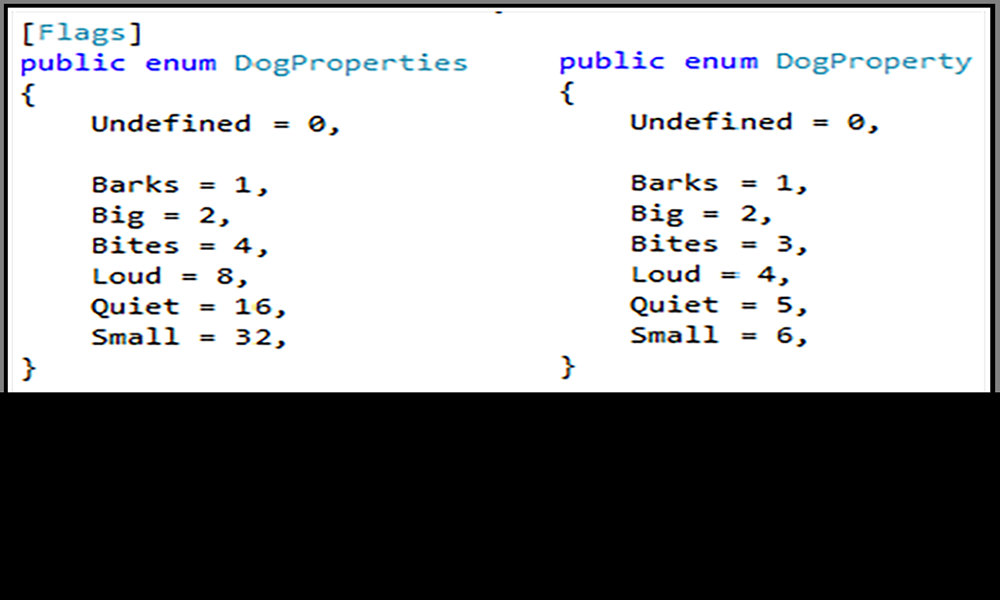 [Flags]
public enum DogProperties
{
Undefined = 0,
Barks = 1,
Big = 2,
Bites = 4,
Loud = 8,
Quiet = 16,
Small = 32,
}
public enum DogProperty
{
Undefined = 0,
Barks = 1,
Big = 2,
Bites = 3,
Loud = 4,
Quiet = 5,
Small = 6,
}